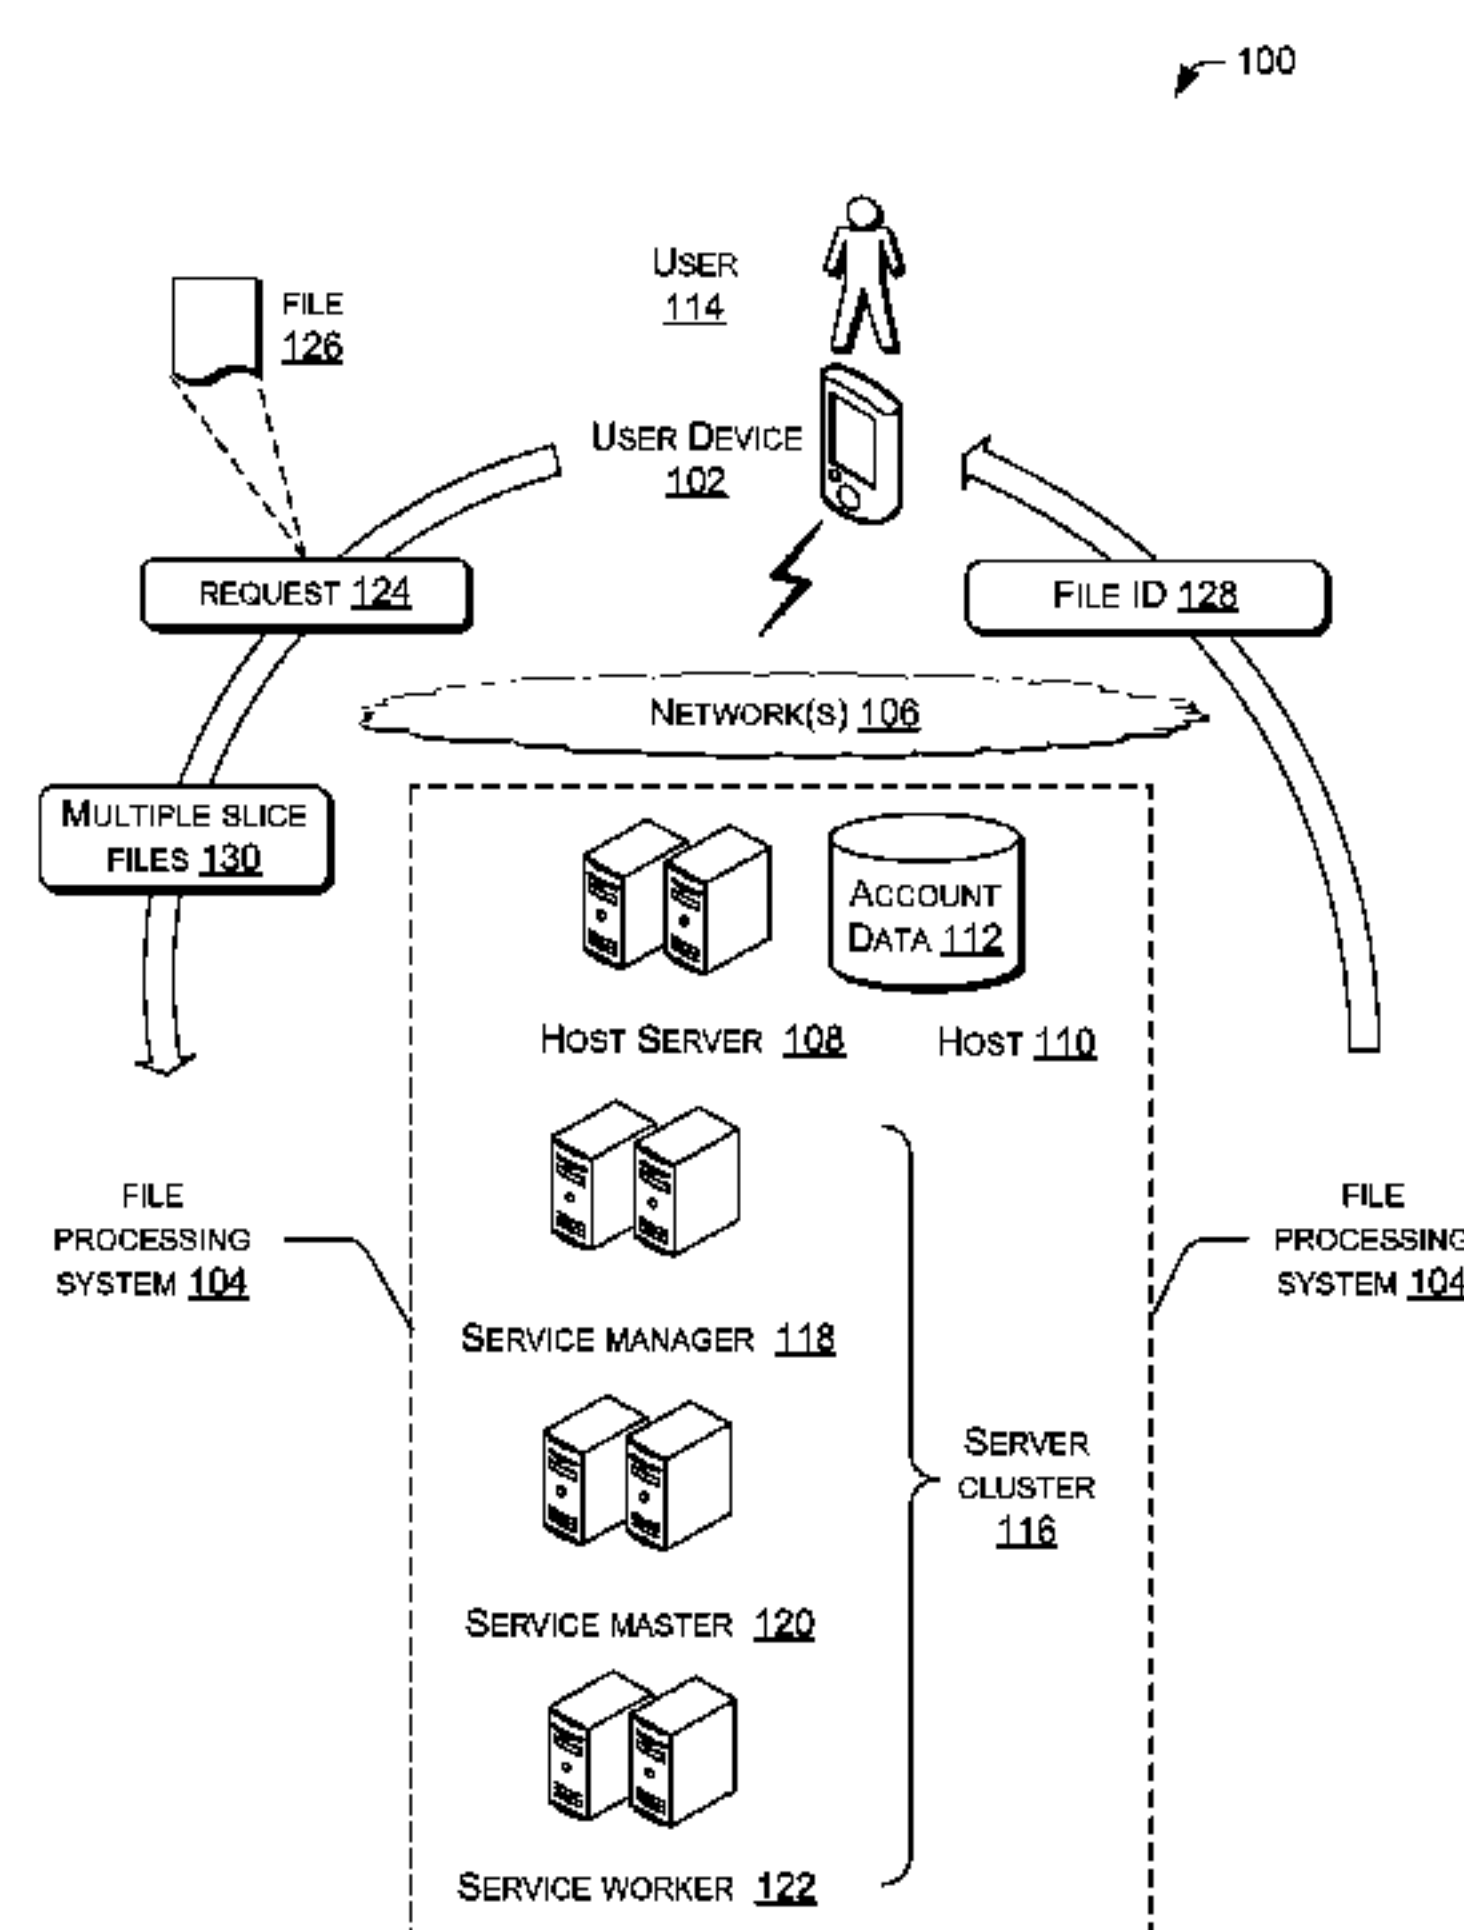 100
USER
114
FILE
126
USER DEVICE
102
REQUEST 124
FILE ID 128
NETWORK(S) 106
MULTIPLE SLICE
FILES 130
ACCOUNT
DATA 112
HOST SERVER 108
HOST 110
FILE
PROCESSING
SYSTEM 104
FILE
PROCESSING
SYSTEM 104
SERVICE MANAGER 118
SERVER
CLUSTER
116
SERVICE MASTER 120
SERVICE WORKER 122